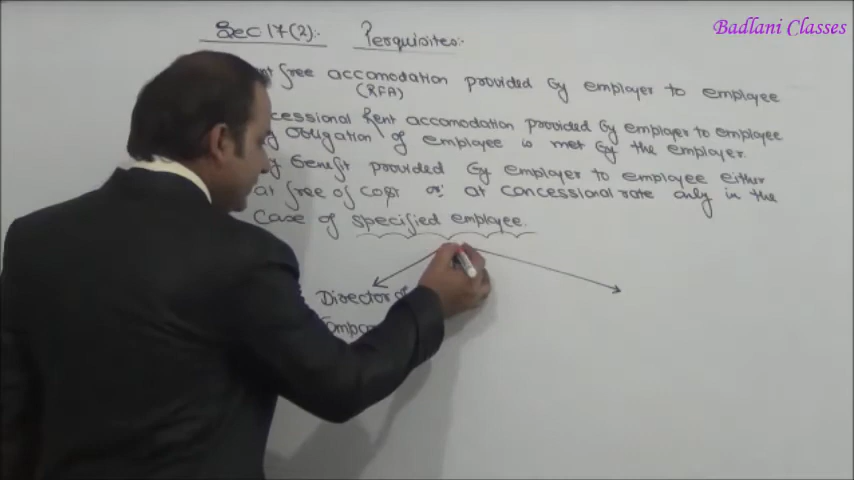 Badlani Classes
Sec 17(2):- Perquisites:-
free accomodation provided by employer to employee
(RFA)
Rent accomodation provided by employer to employee
obligation of employee is met by the employer.
benefit provided by employer to employee either
at free of cost or at concessional rate only in the
case of specified employee.
Director